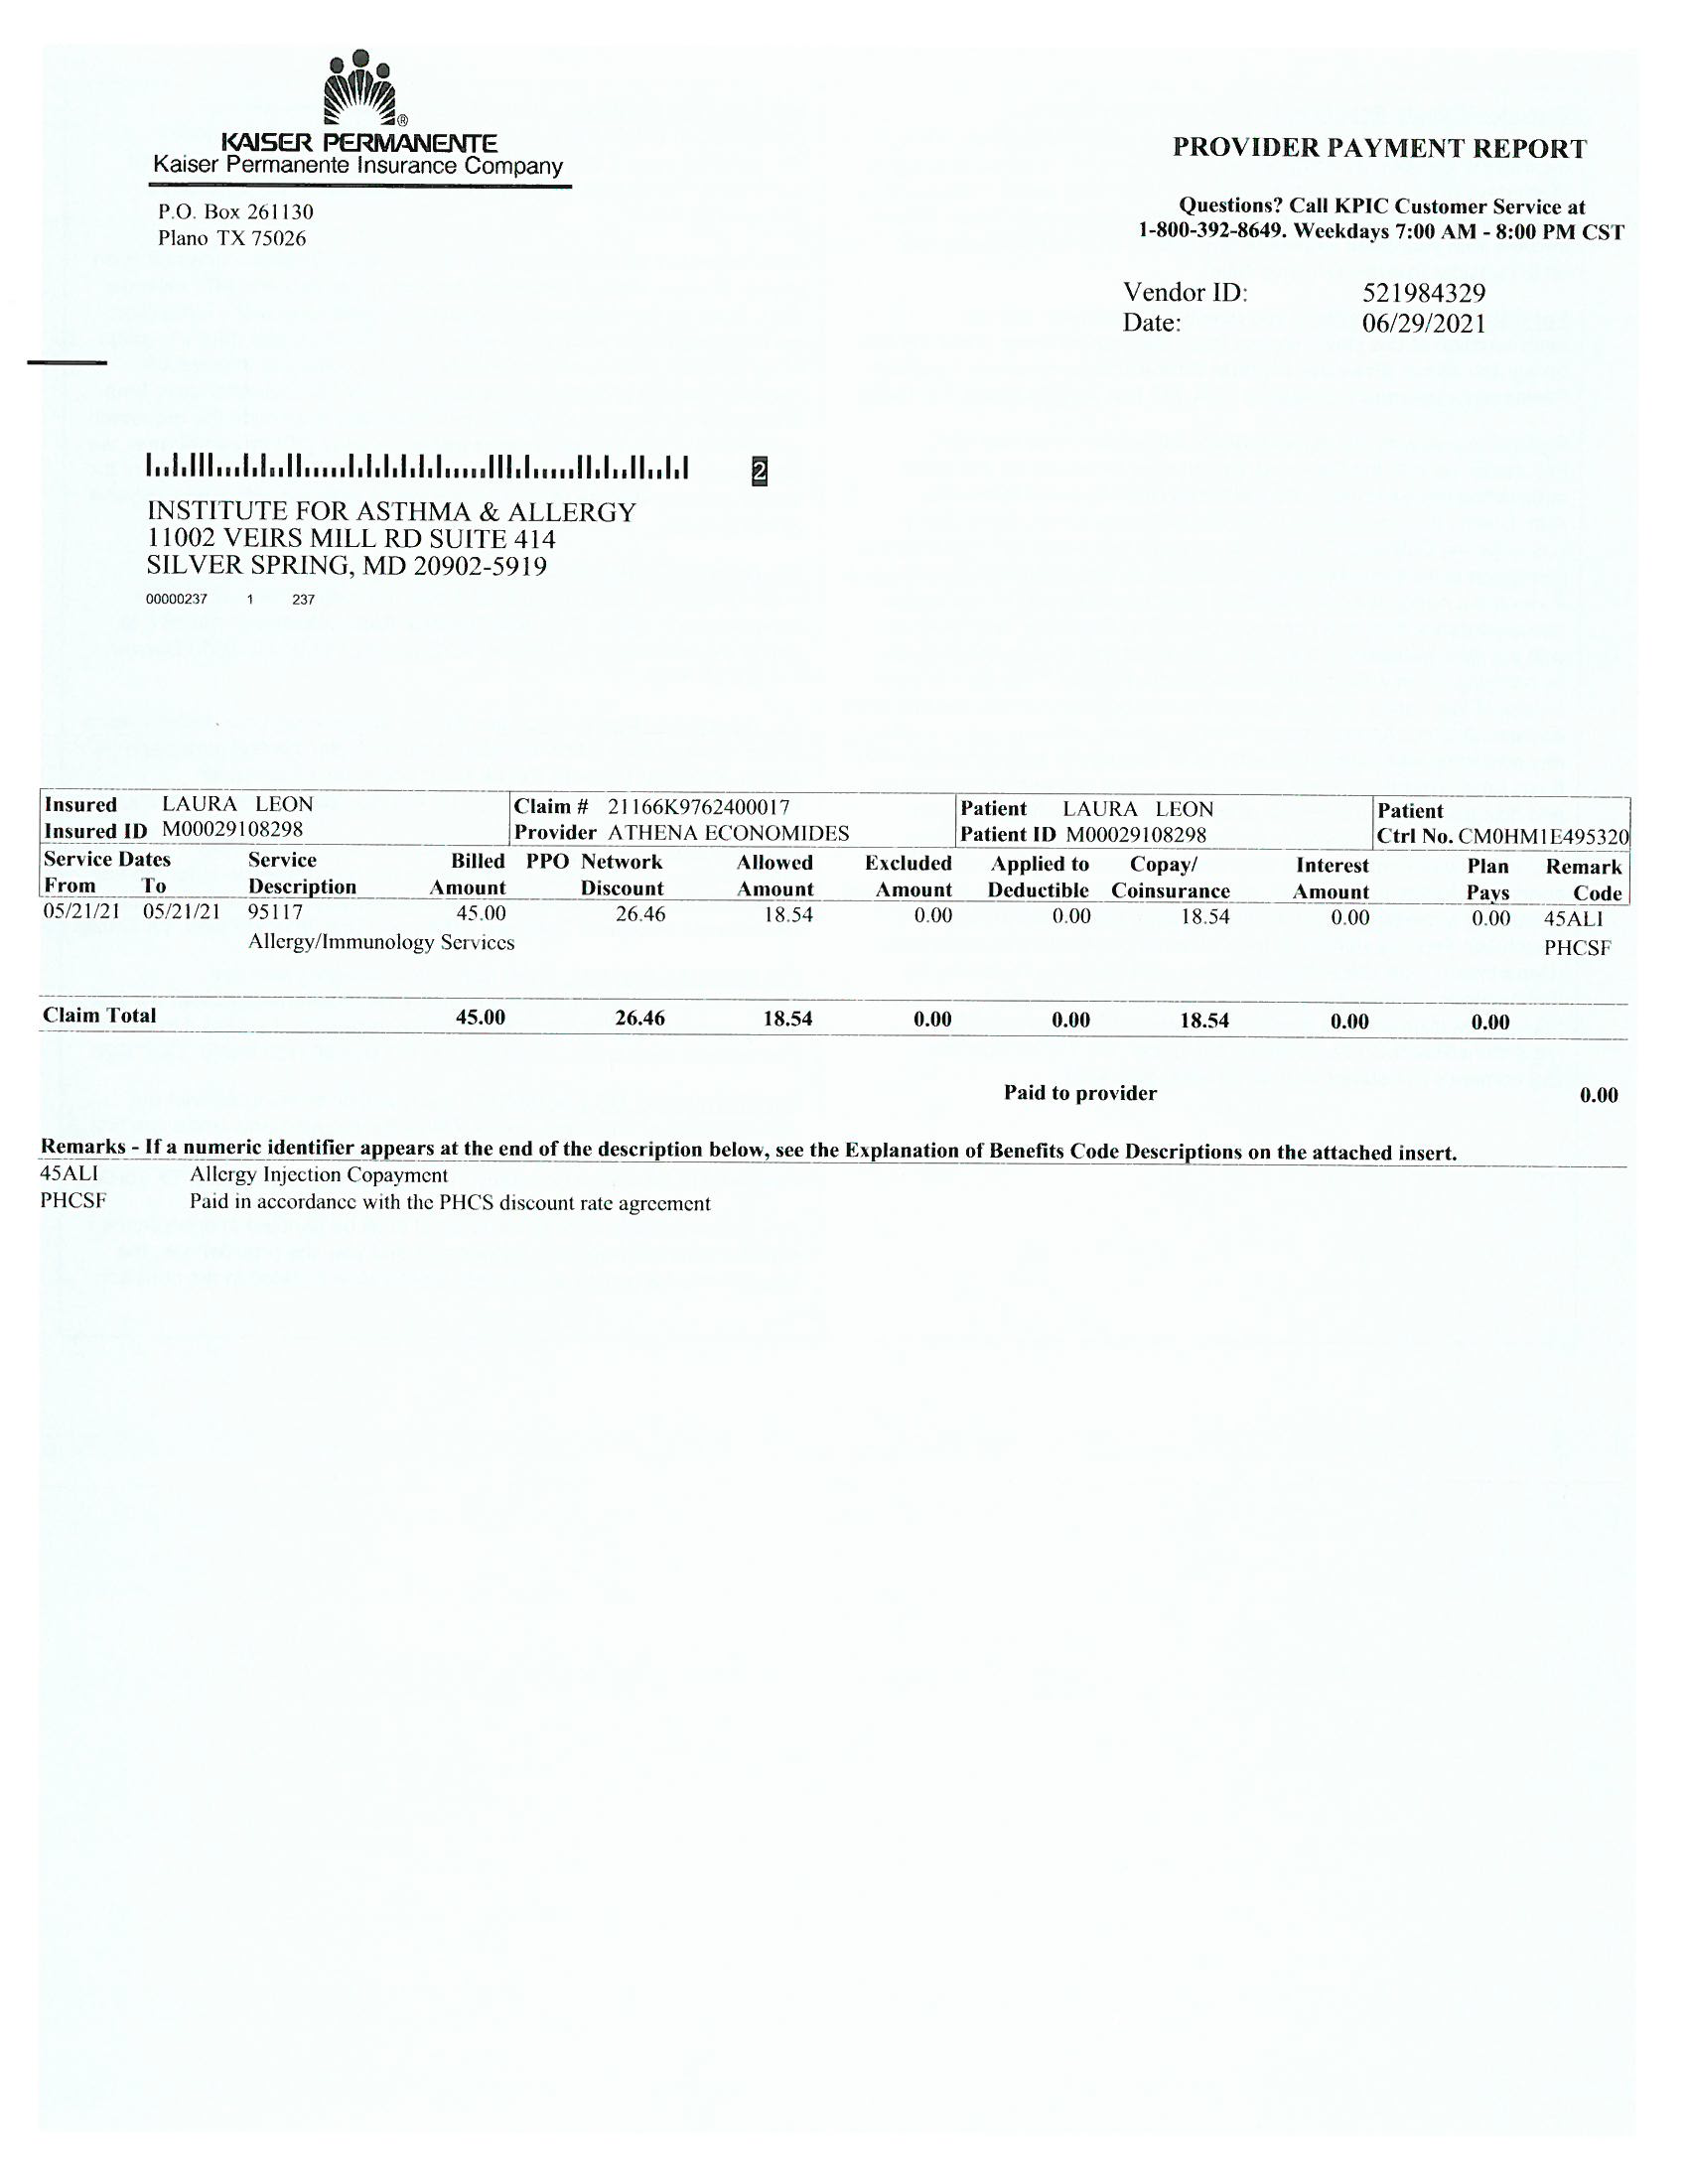 KAISER PERMANENTE
Kaiser Permanente Insurance Company
P.O. Box 261130
Plano TX 75026
PROVIDER PAYMENT REPORT
Questions? Call KPIC Customer Service at
1-800-392-8649. Weekdays 7:00 AM - 8:00 PM CST
Vendor ID: 521984329
Date: 06/29/2021
2
INSTITUTE FOR ASTHMA & ALLERGY
11002 VEIRS MILL RD SUITE 414
SILVER SPRING, MD 20902-5919
00000237 1 237
Insured LAURA LEON Claim # 21166K9762400017 Patient LAURA LEON Patient
Insured ID M00029108298 Provider ATHENA ECONOMIDES Patient ID M00029108298 Ctrl No. CM0HM1E495320
Service Dates Service Billed PPO Network Allowed Excluded Applied to Copay/ Interest Plan Remark
From To Description Amount Discount Amount Amount Deductible Coinsurance Amount Pays Code
05/21/21 05/21/21 95117 45.00 26.46 18.54 0.00 0.00 18.54 0.00 0.00 45ALI
Allergy/Immunology Services PHCSF
Claim Total 45.00 26.46 18.54 0.00 0.00 18.54 0.00 0.00
Paid to provider 0.00
Remarks - If a numeric identifier appears at the end of the description below, see the Explanation of Benefits Code Descriptions on the attached insert.
45ALI Allergy Injection Copayment
PHCSF Paid in accordance with the PHCS discount rate agreement